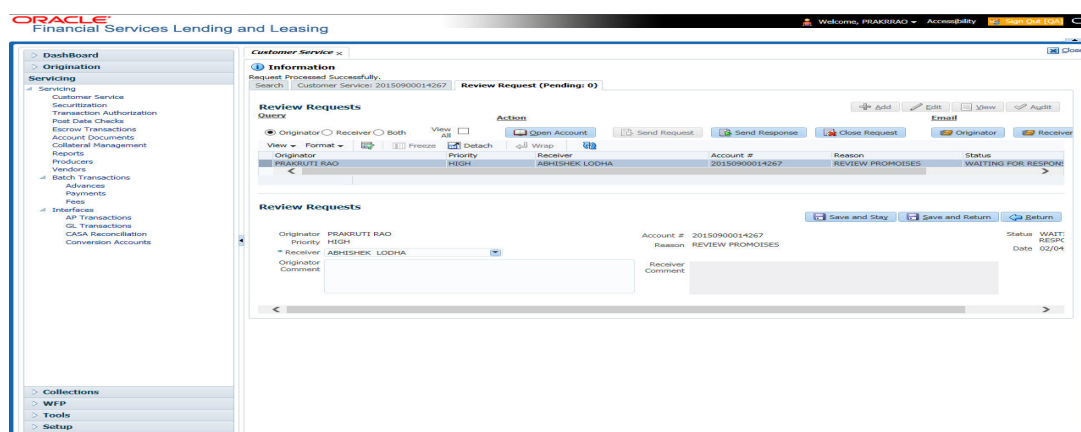 ORACLE
Financial Services Lending and Leasing
Welcome, PRAKRRAO Accessibility Sign Out (QA)
Close
DashBoard
Origination
Servicing
Servicing
Customer Service
Securitization
Transaction Authorization
Post Date Checks
Escrow Transactions
Account Documents
Collateral Management
Reports
Producers
Vendors
Batch Transactions
Advances
Payments
Fees
Interfaces
AP Transactions
GL Transactions
CASA Reconciliation
Conversion Accounts
Collections
WFP
Tools
Setup
Customer Service ×
Information
Request Processed Successfully.
Search Customer Service: 20150900014267 Review Request (Pending: 0)
Review Requests Add Edit View Audit
Query Action Email
Originator Receiver Both View All Open Account Send Request Send Response Close Request Originator Receiver
View Format Freeze Detach Wrap
Originator Priority Receiver Account # Reason Status
PRAKRUTI RAO HIGH ABHISHEK LODHA 20150900014267 REVIEW PROMOISES WAITING FOR RESPONS
Review Requests
Save and Stay Save and Return Return
Originator PRAKRUTI RAO Account # 20150900014267 Status WAIT
Priority HIGH Reason REVIEW PROMOISES RESPO
* Receiver ABHISHEK LODHA Date 02/04
Originator Comment Receiver Comment